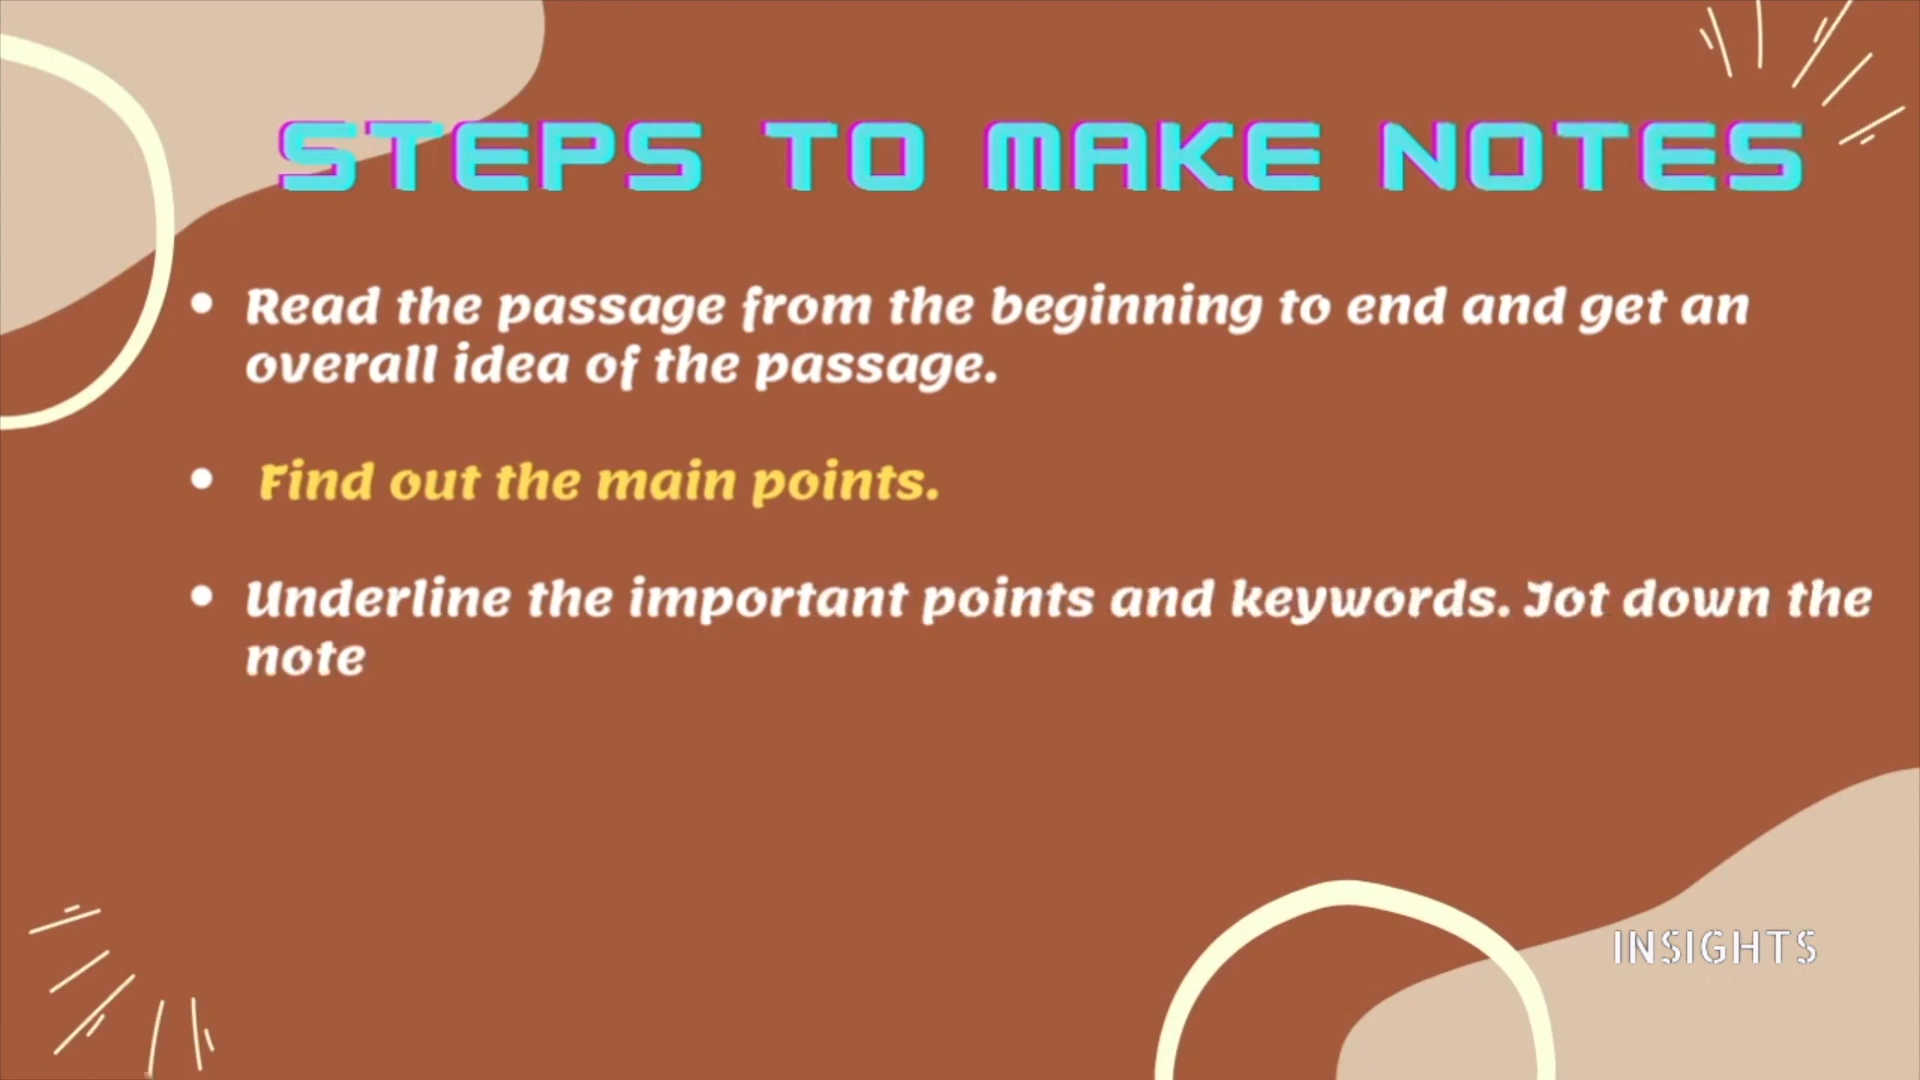 STEPS TO MAKE NOTES
• Read the passage from the beginning to end and get an
overall idea of the passage.
• Find out the main points.
• Underline the important points and keywords. Jot down the
note
INSIGHTS